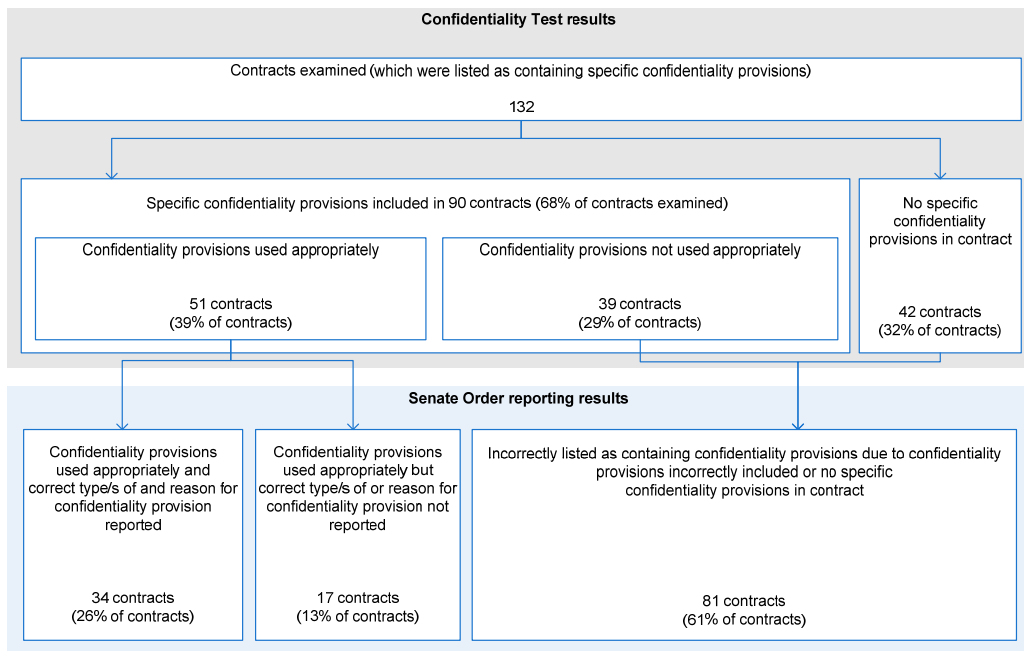 Confidentiality Test results
Contracts examined (which were listed as containing specific confidentiality provisions)
132
Specific confidentiality provisions included in 90 contracts (68% of contracts examined)
Confidentiality provisions used appropriately
51 contracts
(39% of contracts)
Confidentiality provisions not used appropriately
39 contracts
(29% of contracts)
No specific
confidentiality
provisions in contract
42 contracts
(32% of contracts)
Senate Order reporting results
Confidentiality provisions
used appropriately and
correct type/s of and reason for
confidentiality provision
reported
34 contracts
(26% of contracts)
Confidentiality provisions
used appropriately but
correct type/s of or reason for
confidentiality provision not
reported
17 contracts
(13% of contracts)
Incorrectly listed as containing confidentiality provisions due to confidentiality
provisions incorrectly included or no specific
confidentiality provisions in contract
81 contracts
(61% of contracts)